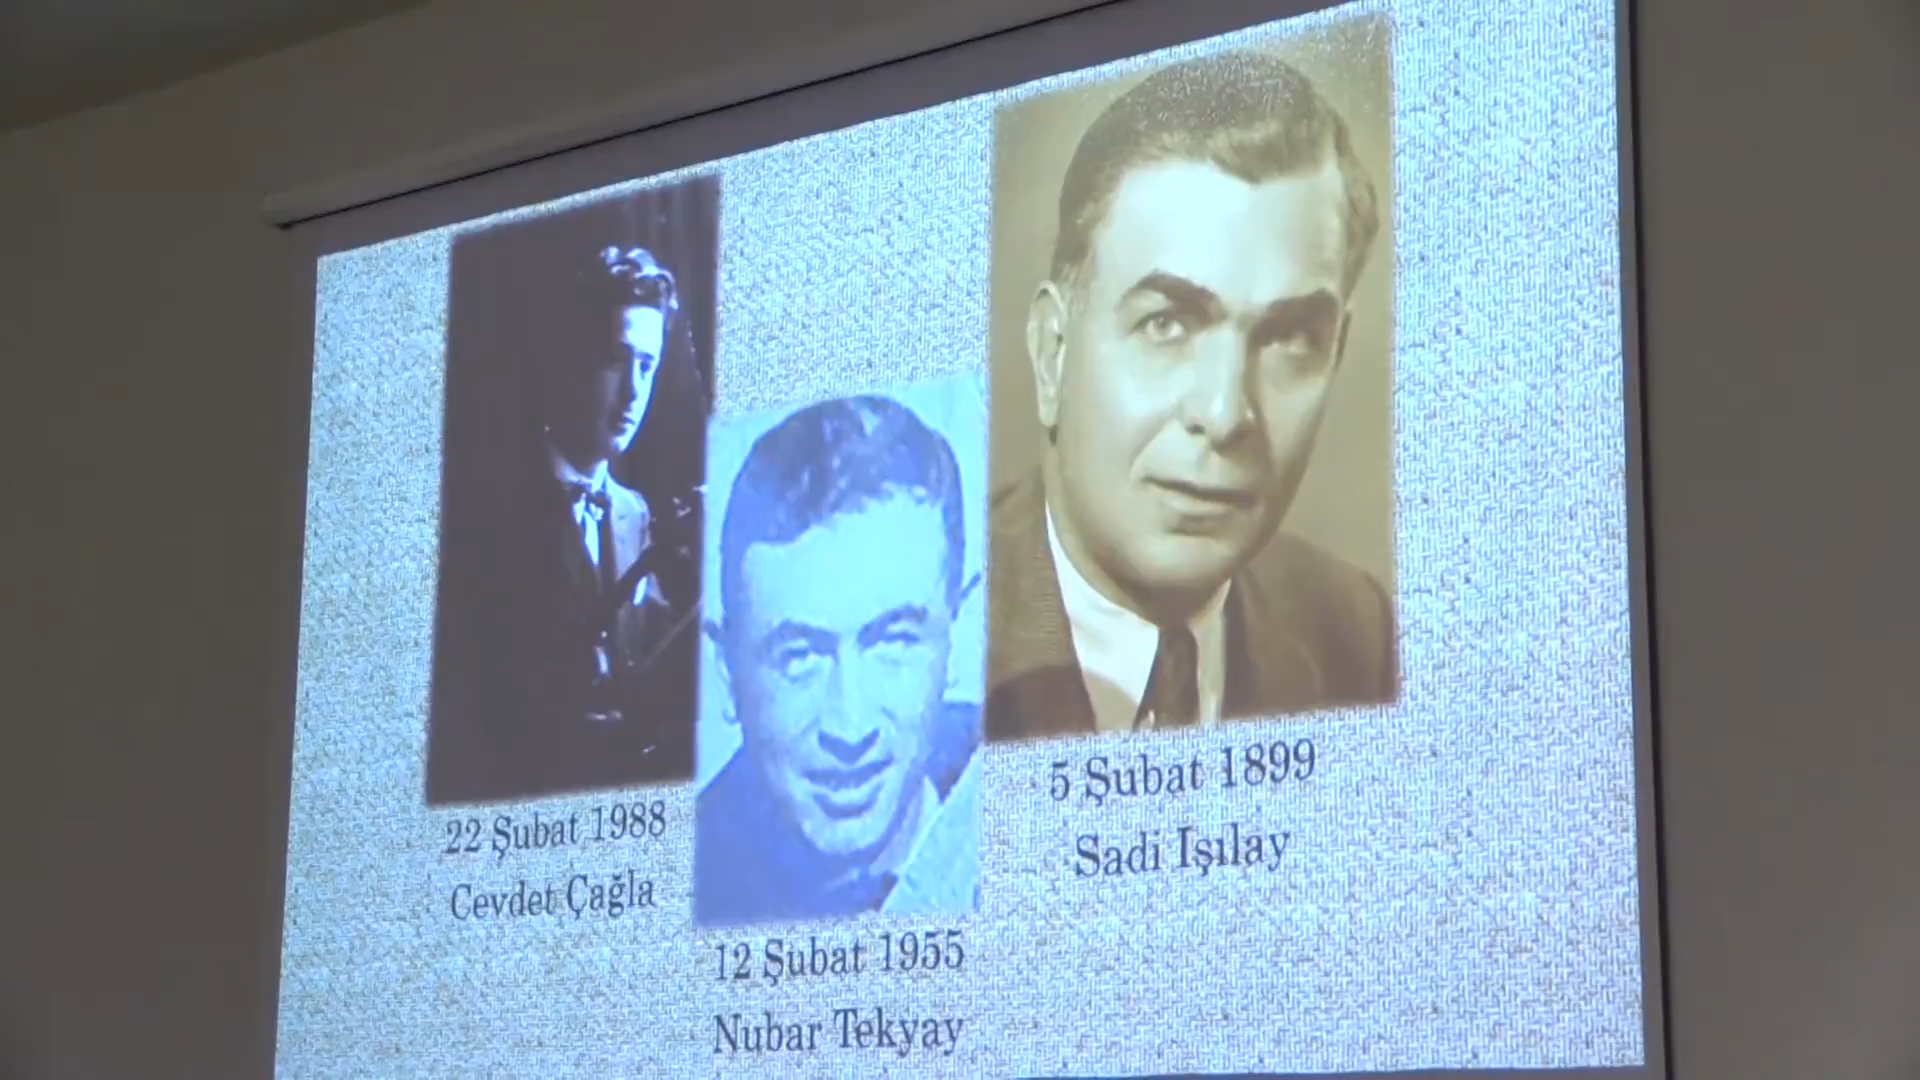 22 Şubat 1988
Cevdet Çağla
12 Şubat 1955
Nubar Tekyay
5 Şubat 1899
Sadi Işılay